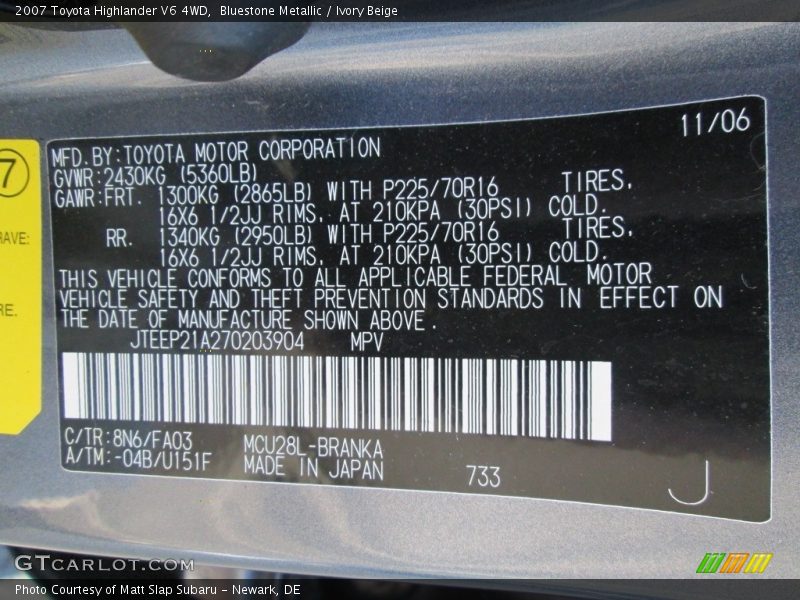 2007 Toyota Highlander V6 4WD, Bluestone Metallic / Ivory Beige
7
RAVE:
RE.
11/06
MFD.BY:TOYOTA MOTOR CORPORATION
GVWR:2430KG (5360LB)
GAWR:FRT. 1300KG (2865LB) WITH P225/70R16 TIRES.
16X6 1/2JJ RIMS. AT 210KPA (30PSI) COLD.
RR. 1340KG (2950LB) WITH P225/70R16 TIRES.
16X6 1/2JJ RIMS. AT 210KPA (30PSI) COLD.
THIS VEHICLE CONFORMS TO ALL APPLICABLE FEDERAL MOTOR
VEHICLE SAFETY AND THEFT PREVENTION STANDARDS IN EFFECT ON
THE DATE OF MANUFACTURE SHOWN ABOVE.
JTEEP21A270203904 MPV
C/TR:8N6/FA03 MCU28L-BRANKA
A/TM:-04B/U151F MADE IN JAPAN 733 J
GTCARLOT.COM
Photo Courtesy of Matt Slap Subaru - Newark, DE